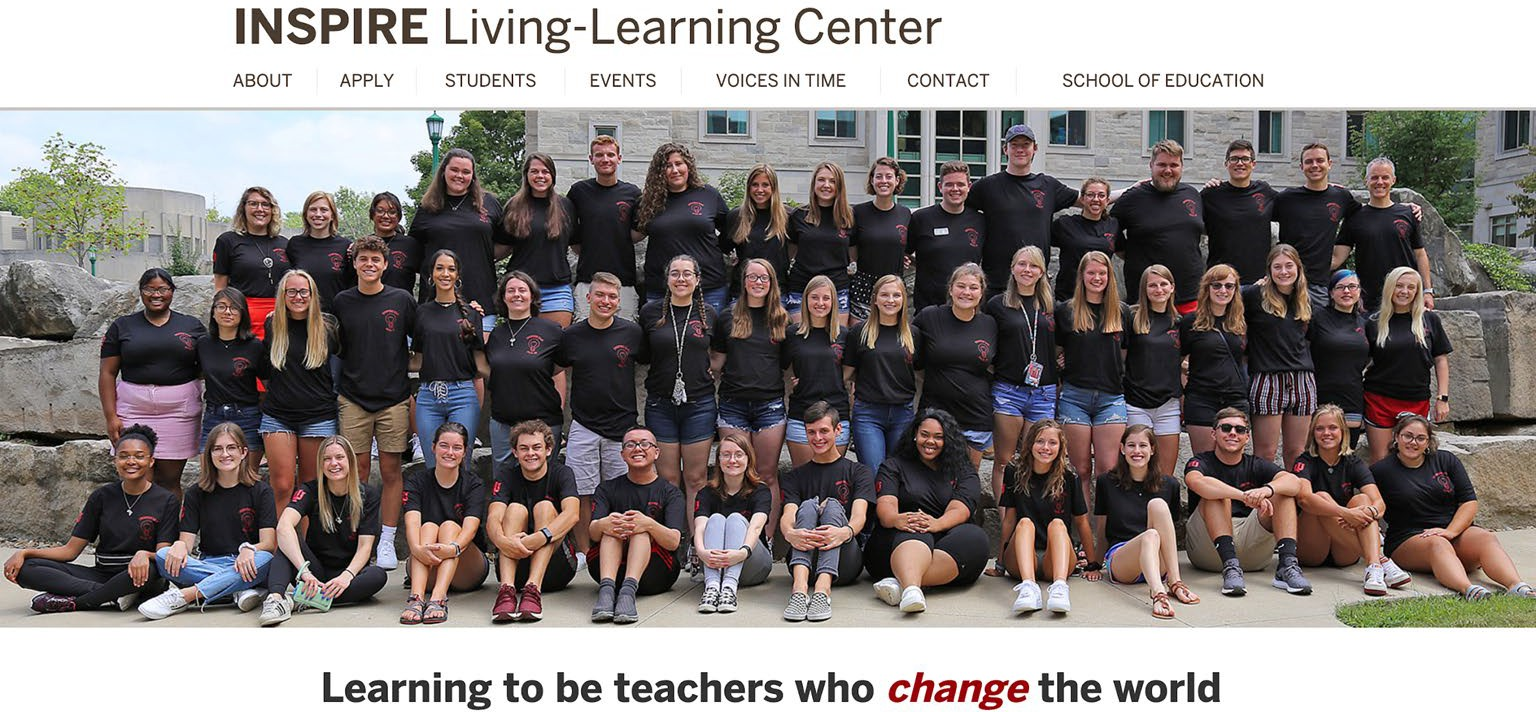 INSPIRE Living-Learning Center
ABOUT APPLY STUDENTS EVENTS VOICES IN TIME CONTACT SCHOOL OF EDUCATION
Learning to be teachers who change the world